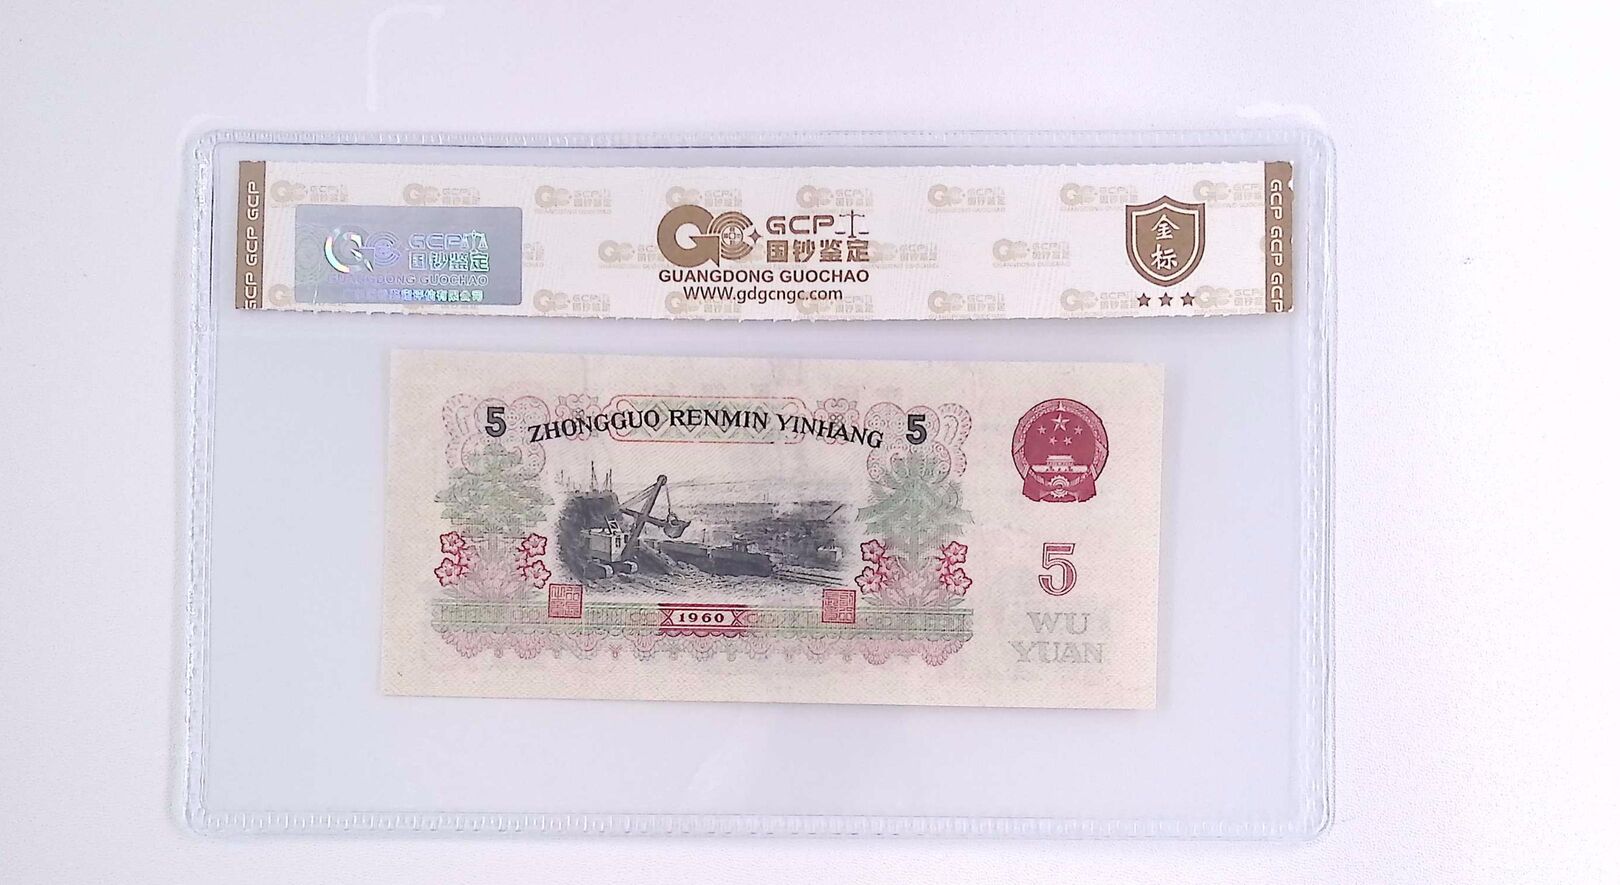 GCP GCP GCP
GCP
国钞鉴定
GUANGDONG GUOCHAO
GCP
国钞鉴定
GUANGDONG GUOCHAO
WWW.gdgcngc.com
金
标
GCP GCP GCP
5
ZHONGGUO RENMIN YINHANG
5
1960
5
WU
YUAN